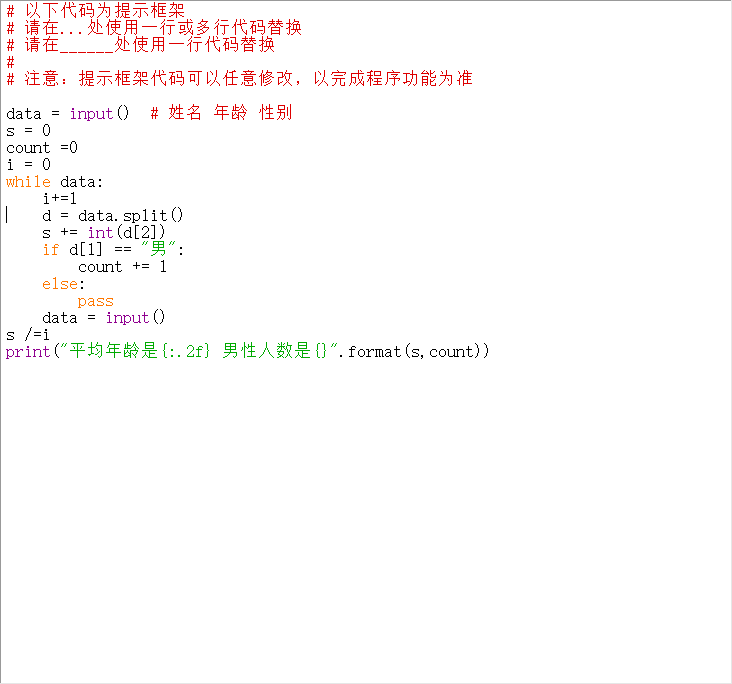 # 以下代码为提示框架
# 请在...处使用一行或多行代码替换
# 请在______处使用一行代码替换
#
# 注意：提示框架代码可以任意修改，以完成程序功能为准

data = input()  # 姓名 年龄 性别
s = 0
count =0
i = 0
while data:
    i+=1
    d = data.split()
    s += int(d[2])
    if d[1] == "男":
        count += 1
    else:
        pass
    data = input()
s /=i
print("平均年龄是{:.2f} 男性人数是{}".format(s,count))